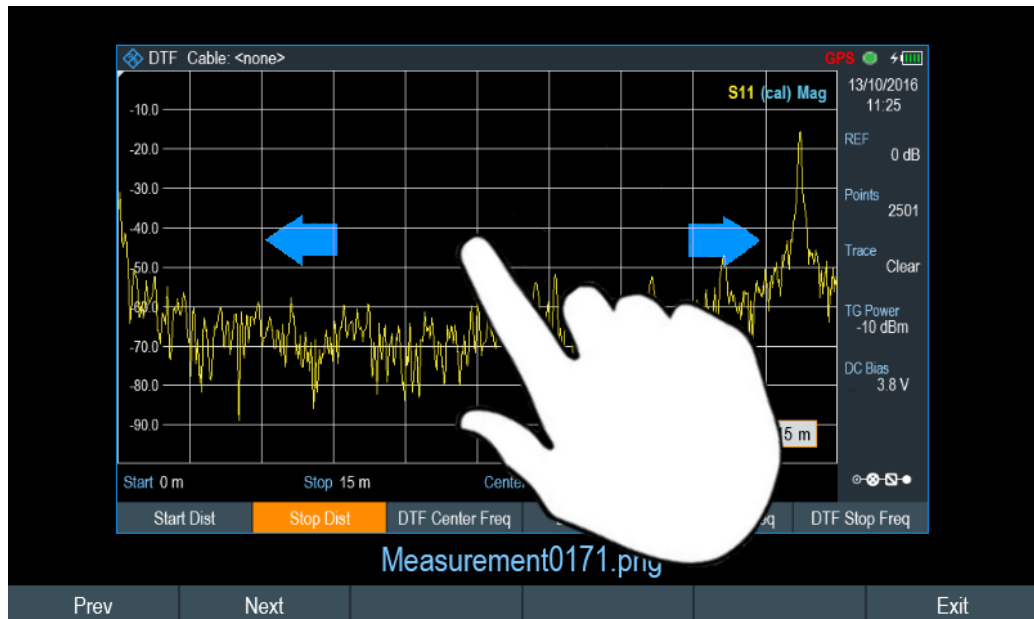 DTF Cable: <none> GPS
S11 (cal) Mag
13/10/2016
11:25
-10.0
-20.0
-30.0
-40.0
-50.0
-60.0
-70.0
-80.0
-90.0
REF
0 dB
Points
2501
Trace
Clear
TG Power
-10 dBm
DC Bias
3.8 V
5 m
Start 0 m Stop 15 m
Start Dist Stop Dist DTF Center Freq DTF Stop Freq
Measurement0171.png
Prev Next Exit